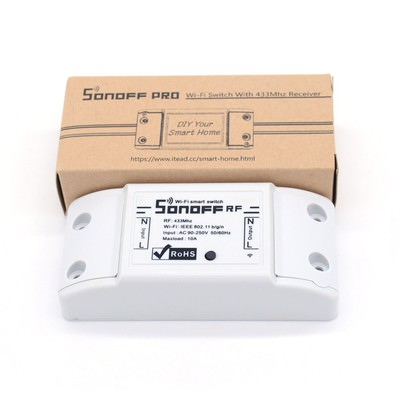 SONOFF PRO Wi-Fi Switch With 433Mhz Receiver
DIY Your
Smart Home
https://www.itead.cc/smart-home.html
Wi-Fi smart switch
SONOFF RF
RF: 433Mhz
Wi-Fi: IEEE 802.11 b/g/n
Input : AC 90-250V 50/60Hz
Maxload : 10A
RoHS
N Input L
N Output L